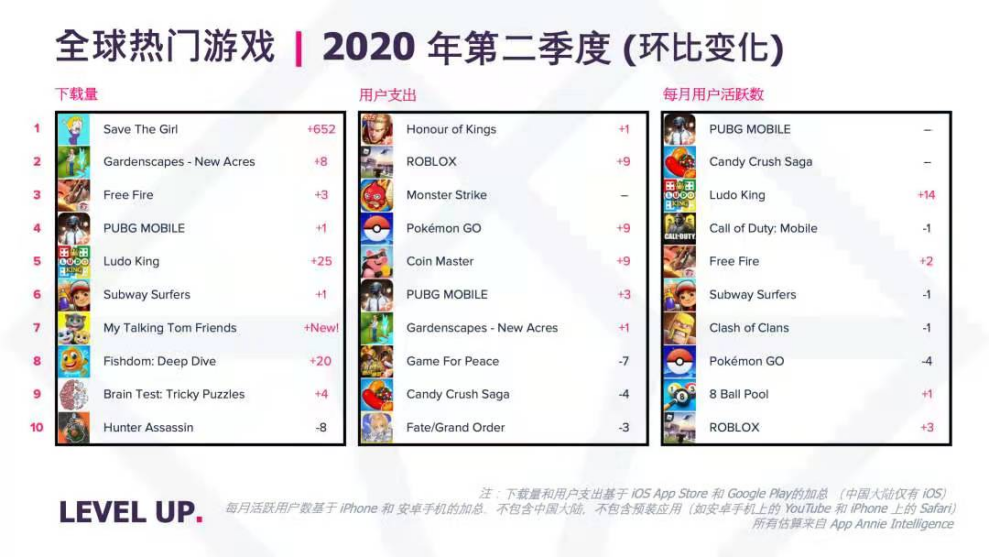 全球热门游戏 | 2020 年第二季度 (环比变化)
下载量
1 Save The Girl +652
2 Gardenscapes - New Acres +8
3 Free Fire +3
4 PUBG MOBILE +1
5 Ludo King +25
6 Subway Surfers +1
7 My Talking Tom Friends +New!
8 Fishdom: Deep Dive +20
9 Brain Test: Tricky Puzzles +4
10 Hunter Assassin -8
用户支出
Honour of Kings +1
ROBLOX +9
Monster Strike –
Pokémon GO +9
Coin Master +9
PUBG MOBILE +3
Gardenscapes - New Acres +1
Game For Peace -7
Candy Crush Saga -4
Fate/Grand Order -3
每月用户活跃数
PUBG MOBILE –
Candy Crush Saga –
Ludo King +14
Call of Duty: Mobile -1
Free Fire +2
Subway Surfers -1
Clash of Clans -1
Pokémon GO -4
8 Ball Pool +1
ROBLOX +3
LEVEL UP.
注：下载量和用户支出基于 iOS App Store 和 Google Play的加总 （中国大陆仅有 iOS）
每月活跃用户数基于 iPhone 和 安卓手机的加总，不包含中国大陆，不包含预装应用（如安卓手机上的 YouTube 和 iPhone 上的 Safari）
所有估算来自 App Annie Intelligence